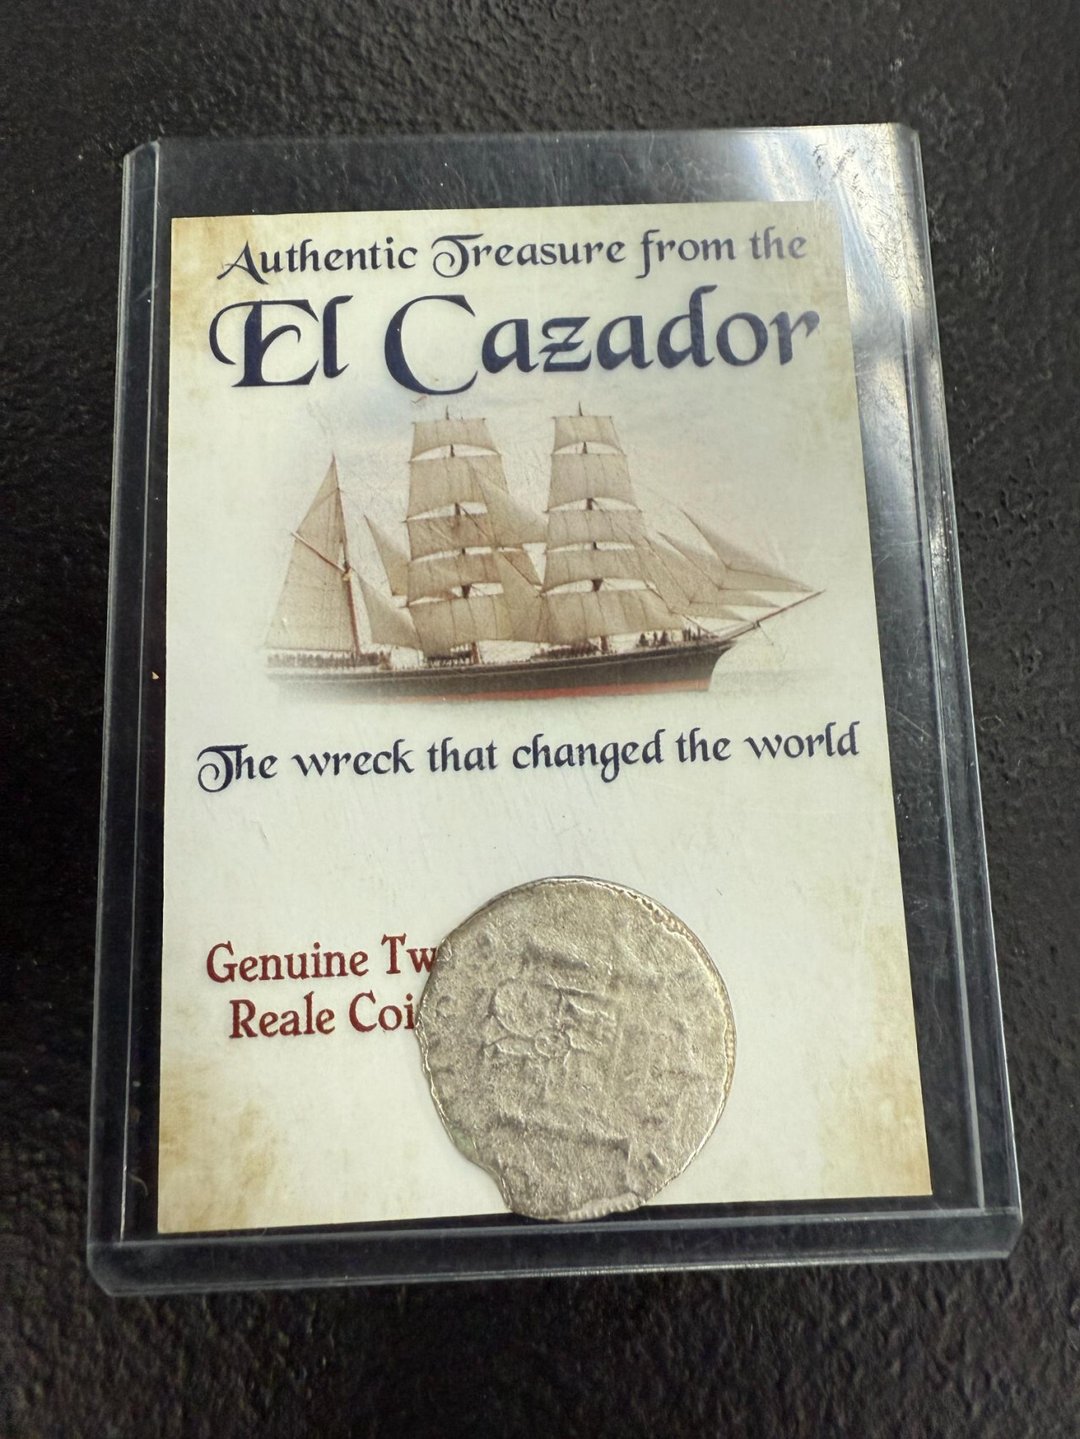 Authentic Treasure from the
El Cazador
The wreck that changed the world
Genuine Tw
Reale Coi